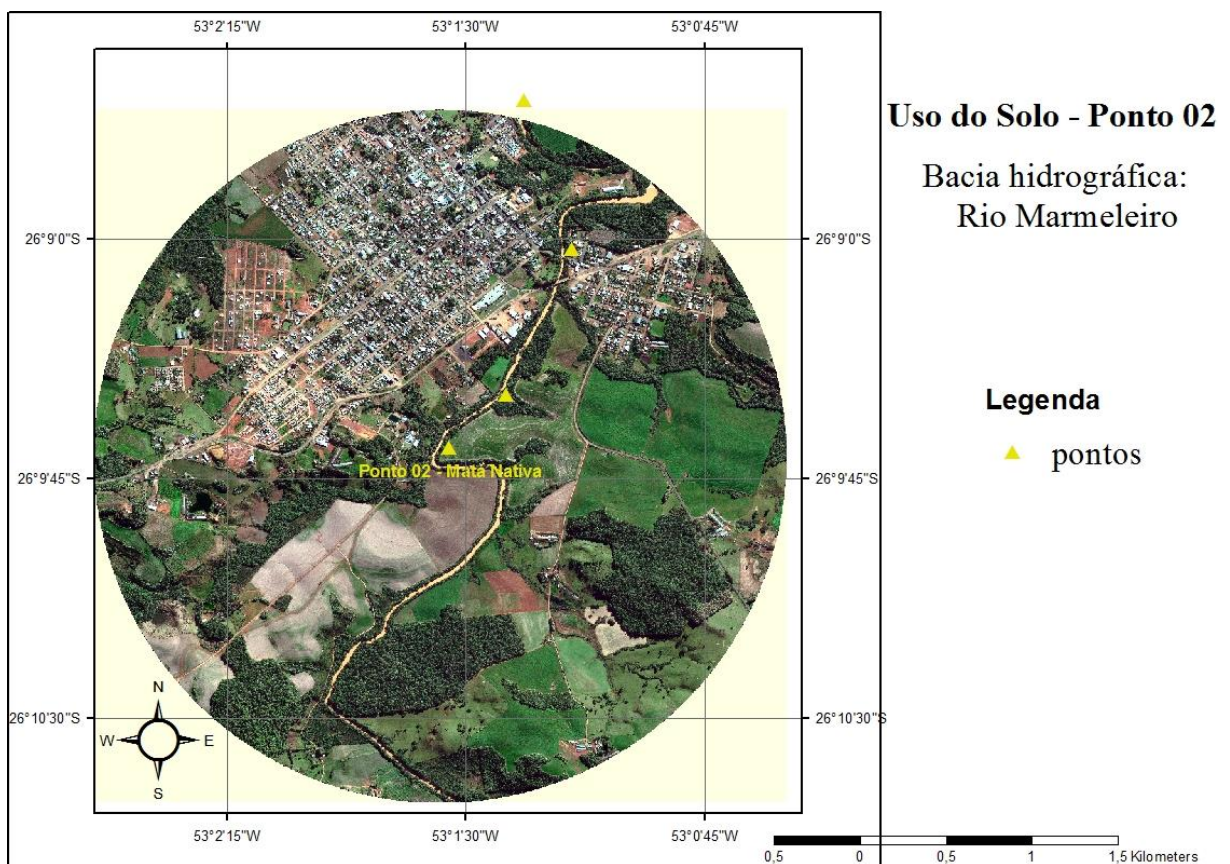 53°2'15"W 53°1'30"W 53°0'45"W
Uso do Solo - Ponto 02
Bacia hidrográfica:
Rio Marmeleiro
26°9'0"S 26°9'0"S
Legenda
pontos
Ponto 02 - Mata Nativa
26°9'45"S 26°9'45"S
N
W E
S
26°10'30"S 26°10'30"S
53°2'15"W 53°1'30"W 53°0'45"W
0,5 0 0,5 1 1,5 Kilometers